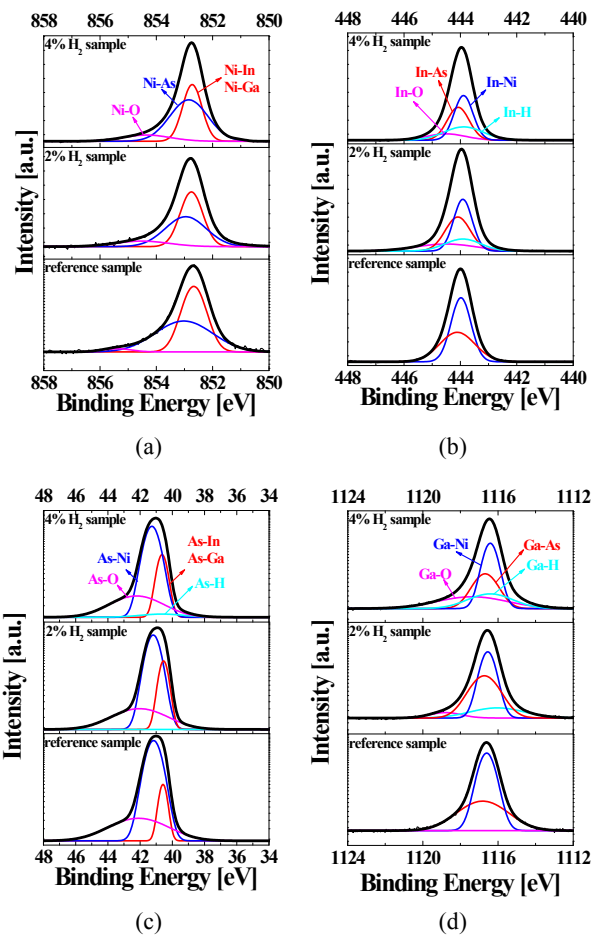 858 856 854 852 850
4% H2 sample
Ni-As
Ni-In
Ni-Ga
Ni-O
2% H2 sample
reference sample
858 856 854 852 850
Binding Energy [eV]
Intensity [a.u.]
(a)
448 446 444 442 440
4% H2 sample
In-As
In-Ni
In-O
In-H
2% H2 sample
reference sample
448 446 444 442 440
Binding Energy [eV]
Intensity [a.u.]
(b)
48 46 44 42 40 38 36 34
4% H2 sample
As-Ni
As-In
As-Ga
As-O
As-H
2% H2 sample
reference sample
48 46 44 42 40 38 36 34
Binding Energy [eV]
Intensity [a.u.]
(c)
1124 1120 1116 1112
4% H2 sample
Ga-Ni
Ga-As
Ga-O
Ga-H
2% H2 sample
reference sample
1124 1120 1116 1112
Binding Energy [eV]
Intensity [a.u.]
(d)